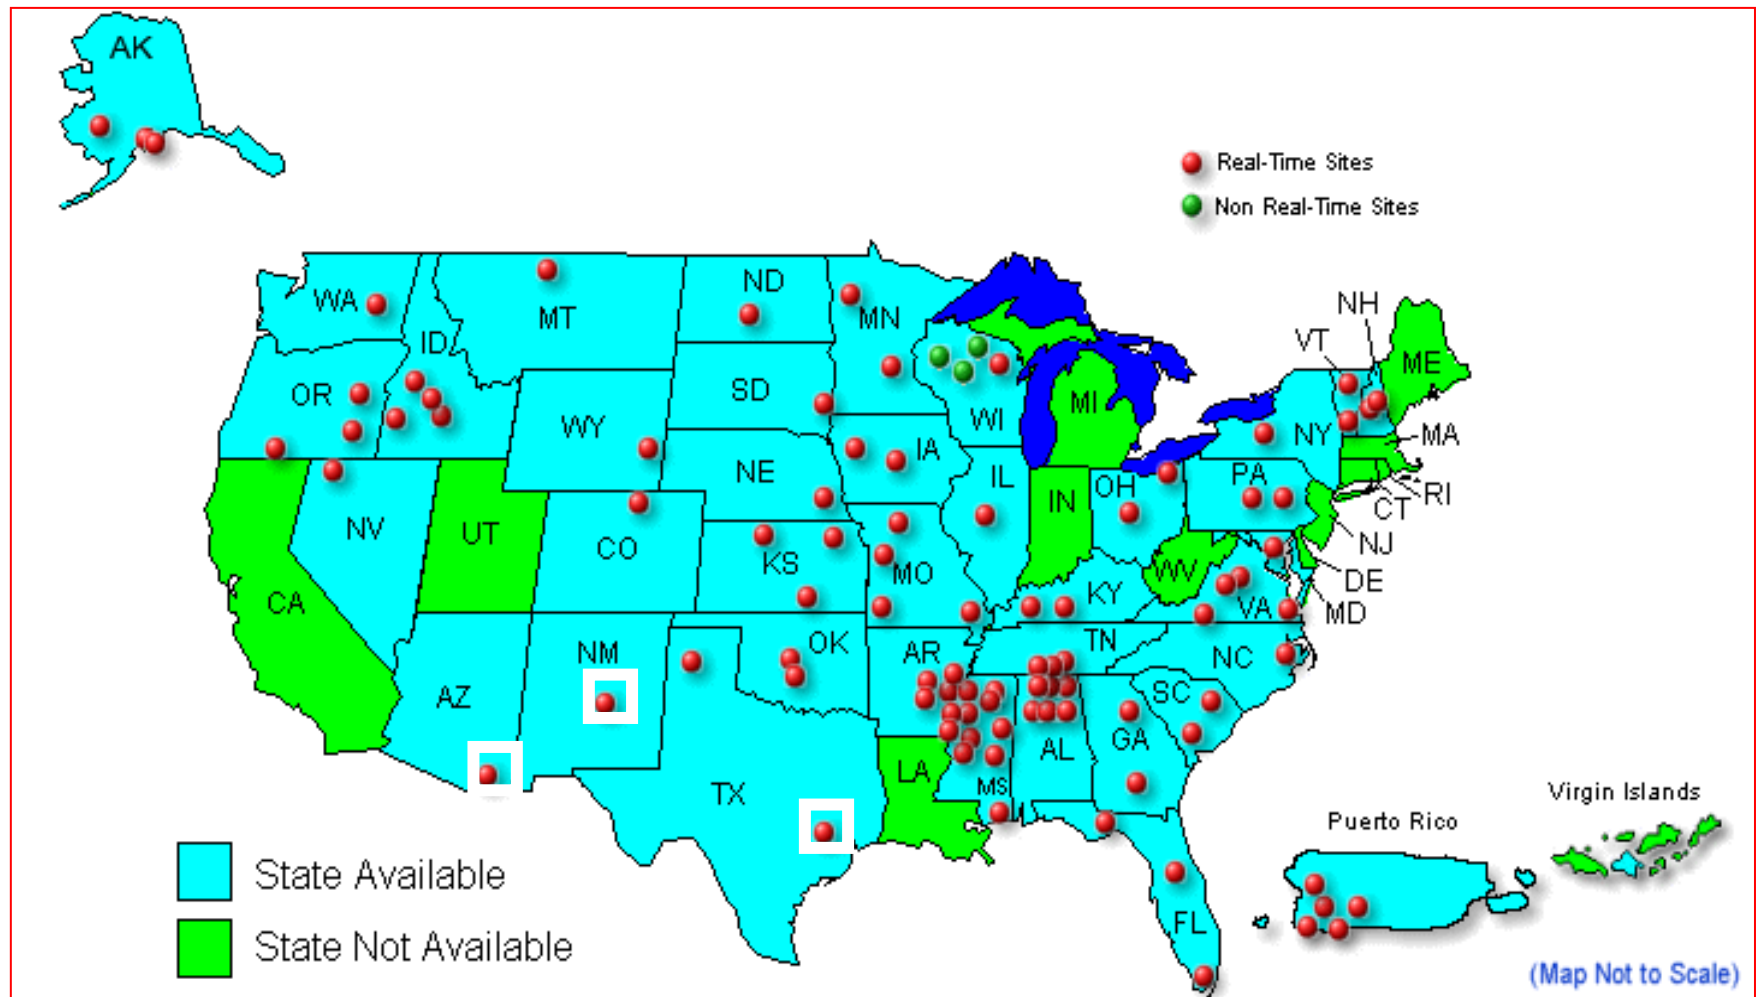 AK
Real-Time Sites
Non Real-Time Sites
WA
MT
ND
MN
NH
VT
ME
ID
OR
SD
WI
MI
NY
MA
WY
NE
IA
IL
IN
OH
PA
RI
CT
NV
UT
CO
KS
MO
WV
NJ
DE
CA
KY
VA
MD
NM
OK
AR
TN
NC
AZ
SC
TX
LA
MS
AL
GA
Virgin Islands
Puerto Rico
State Available
FL
State Not Available
(Map Not to Scale)